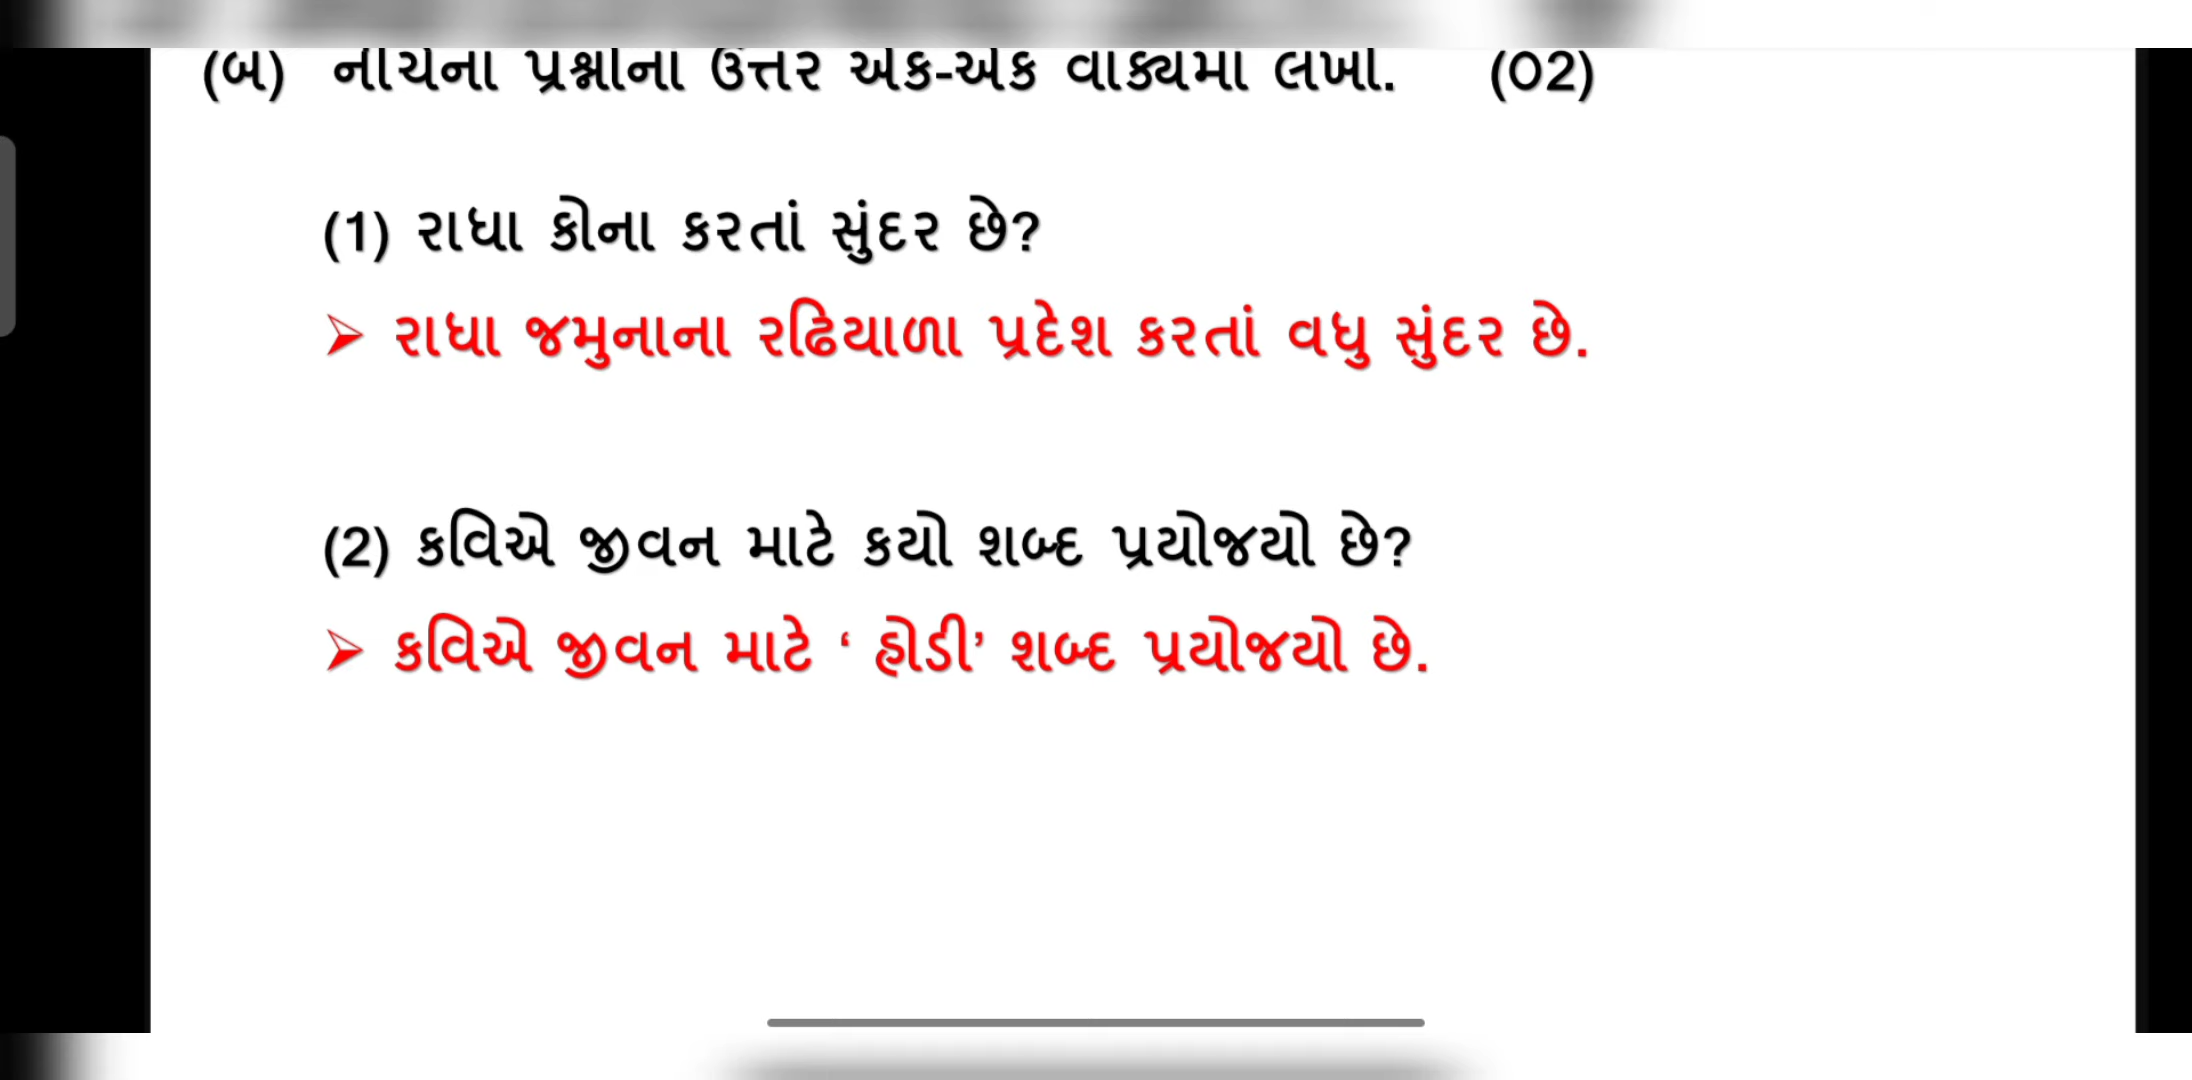 (બ) નીચેના પ્રશ્નોના ઉત્તર એક-એક વાક્યમાં લખો. (02)
(1) રાધા કોના કરતાં સુંદર છે?
➢ રાધા જમુનાના રઢિયાળા પ્રદેશ કરતાં વધુ સુંદર છે.
(2) કવિએ જીવન માટે કયો શબ્દ પ્રયોજયો છે?
➢ કવિએ જીવન માટે ‘ હોડી’ શબ્દ પ્રયોજયો છે.